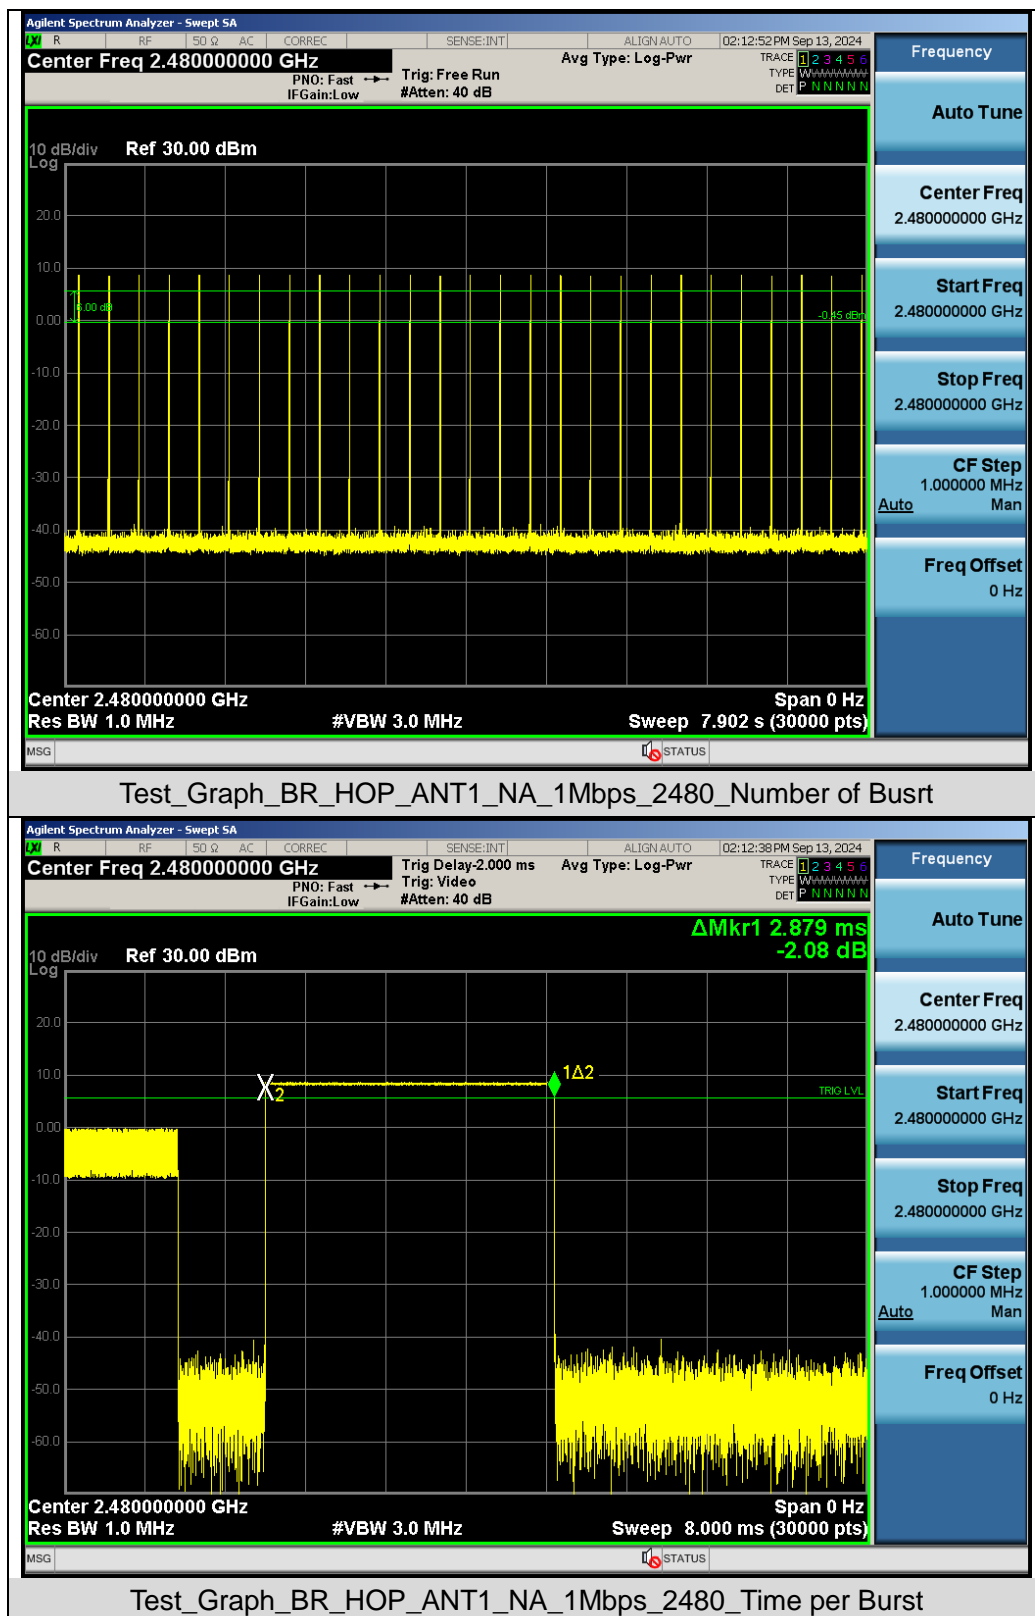 Agilent Spectrum Analyzer - Swept SA
LXI R RF 50 Ω AC CORREC SENSE:INT ALIGN AUTO 02:12:52 PM Sep 13, 2024
Center Freq 2.480000000 GHz
PNO: Fast
IFGain:Low
Trig: Free Run
#Atten: 40 dB
Avg Type: Log-Pwr
TRACE 1 2 3 4 5 6
TYPE W
DET P N N N N N
Frequency
Auto Tune
Center Freq
2.480000000 GHz
Start Freq
2.480000000 GHz
Stop Freq
2.480000000 GHz
CF Step
1.000000 MHz
Auto Man
Freq Offset
0 Hz
10 dB/div Ref 30.00 dBm
Log
20.0
10.0
6.00 dB
0.00
-0.45 dBm
-10.0
-20.0
-30.0
-40.0
-50.0
-60.0
Center 2.480000000 GHz Span 0 Hz
Res BW 1.0 MHz #VBW 3.0 MHz Sweep 7.902 s (30000 pts)
MSG STATUS
Test_Graph_BR_HOP_ANT1_NA_1Mbps_2480_Number of Busrt
Agilent Spectrum Analyzer - Swept SA
LXI R RF 50 Ω AC CORREC SENSE:INT ALIGN AUTO 02:12:38 PM Sep 13, 2024
Center Freq 2.480000000 GHz
PNO: Fast
IFGain:Low
Trig Delay-2.000 ms
Trig: Video
#Atten: 40 dB
Avg Type: Log-Pwr
TRACE 1 2 3 4 5 6
TYPE W
DET P N N N N N
Frequency
Auto Tune
Center Freq
2.480000000 GHz
Start Freq
2.480000000 GHz
Stop Freq
2.480000000 GHz
CF Step
1.000000 MHz
Auto Man
Freq Offset
0 Hz
ΔMkr1 2.879 ms
-2.08 dB
10 dB/div Ref 30.00 dBm
Log
20.0
10.0
2
1Δ2
TRIG LVL
0.00
-10.0
-20.0
-30.0
-40.0
-50.0
-60.0
Center 2.480000000 GHz Span 0 Hz
Res BW 1.0 MHz #VBW 3.0 MHz Sweep 8.000 ms (30000 pts)
MSG STATUS
Test_Graph_BR_HOP_ANT1_NA_1Mbps_2480_Time per Burst